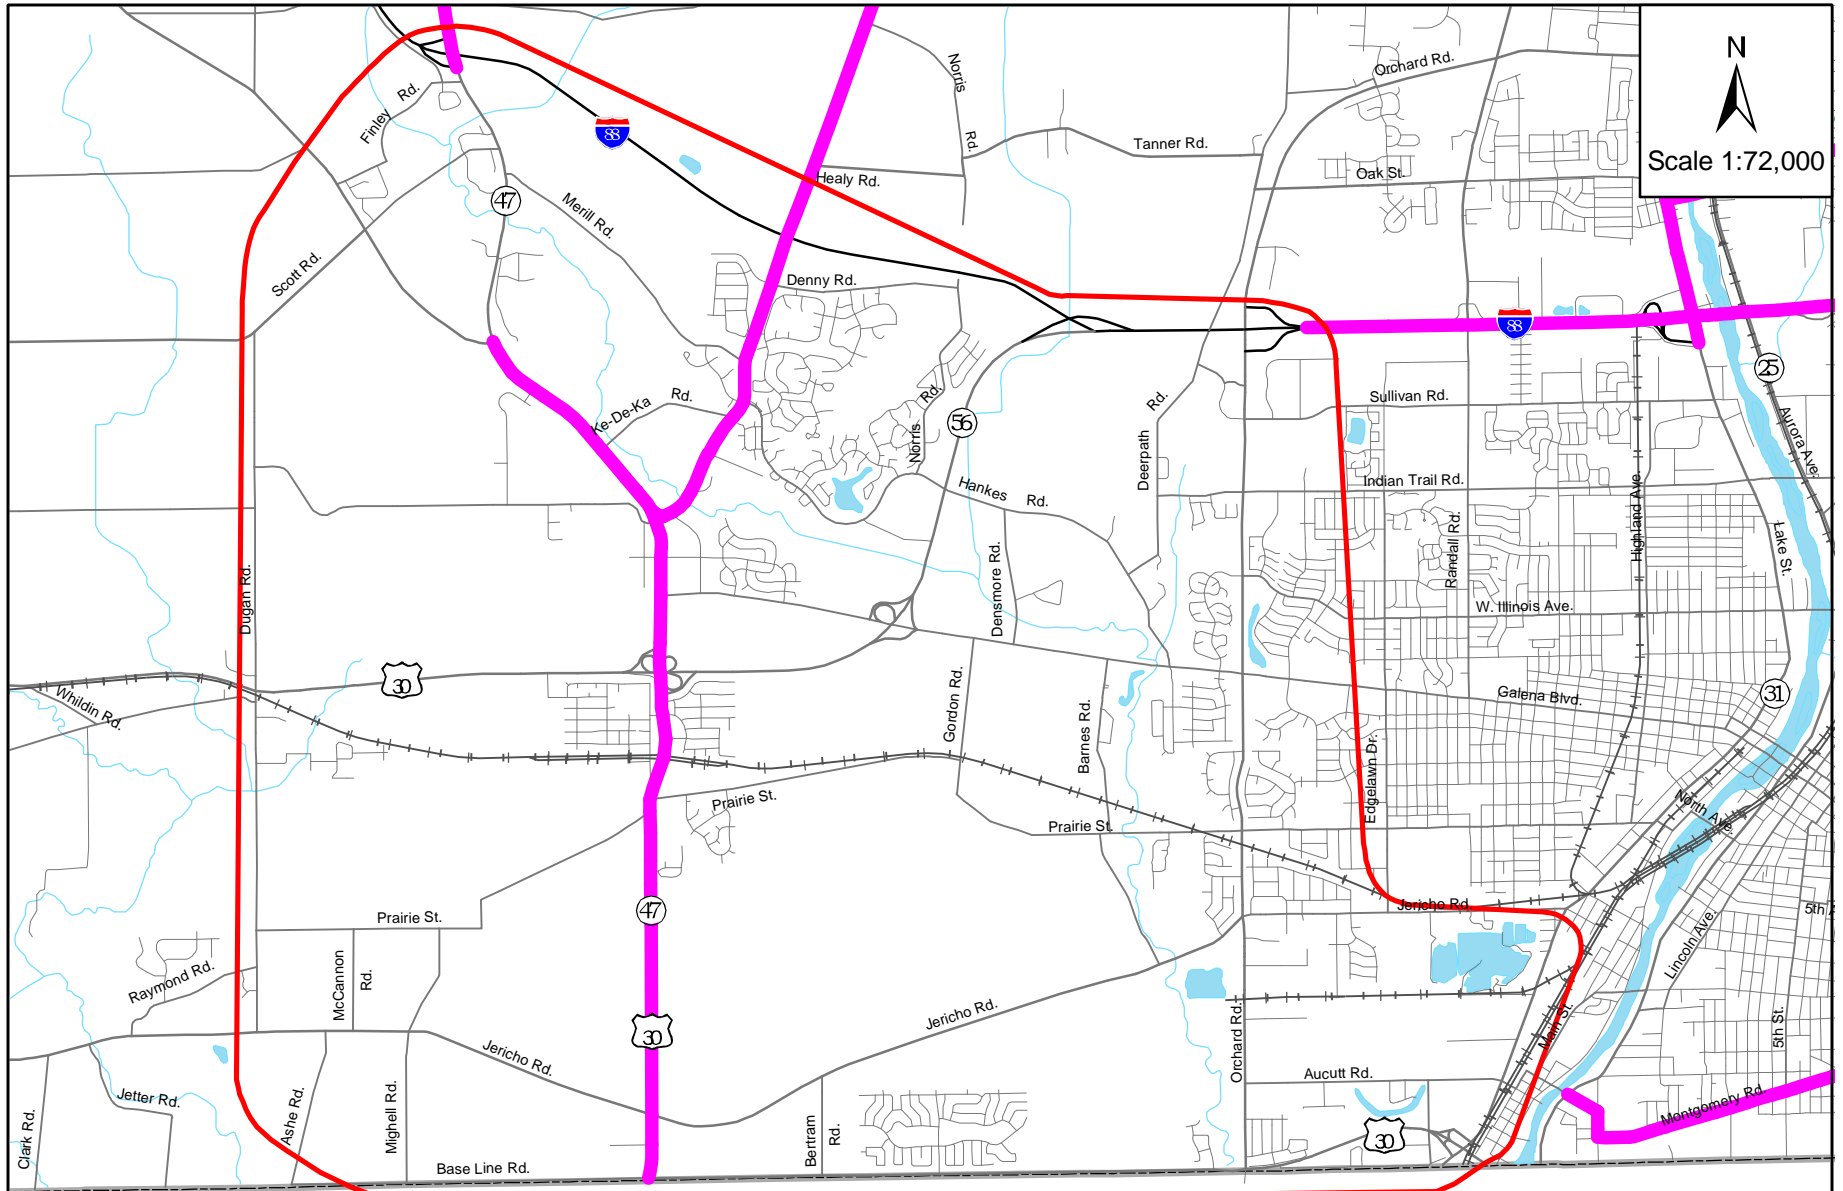 N
Scale 1:72,000
Norris
Rd.
Orchard Rd.
Finley Rd.
88
Tanner Rd.
Healy Rd.
Oak St.
47
Merill Rd.
Scott Rd.
Denny Rd.
88
25
Aurora Ave.
Ke-De-Ka Rd.
Norris Rd.
56
Rd.
Deerpath
Sullivan Rd.
Hankes Rd.
Indian Trail Rd.
Randall Rd.
Highland Ave.
Lake St.
Dugan Rd.
Densmore Rd.
W. Illinois Ave.
30
Whildin Rd.
Gordon Rd.
Barnes Rd.
Galena Blvd.
31
Edgelawn Dr.
Prairie St.
Prairie St.
North Ave.
47
Prairie St.
Jericho Rd.
5th A
Lincoln Ave.
Raymond Rd.
McCannon
Rd.
30
Jericho Rd.
Jericho Rd.
Orchard Rd.
Main St.
5th St.
Aucutt Rd.
Montgomery Rd.
Jetter Rd.
Clark Rd.
Ashe Rd.
Mighell Rd.
Bertram
Rd.
30
Base Line Rd.